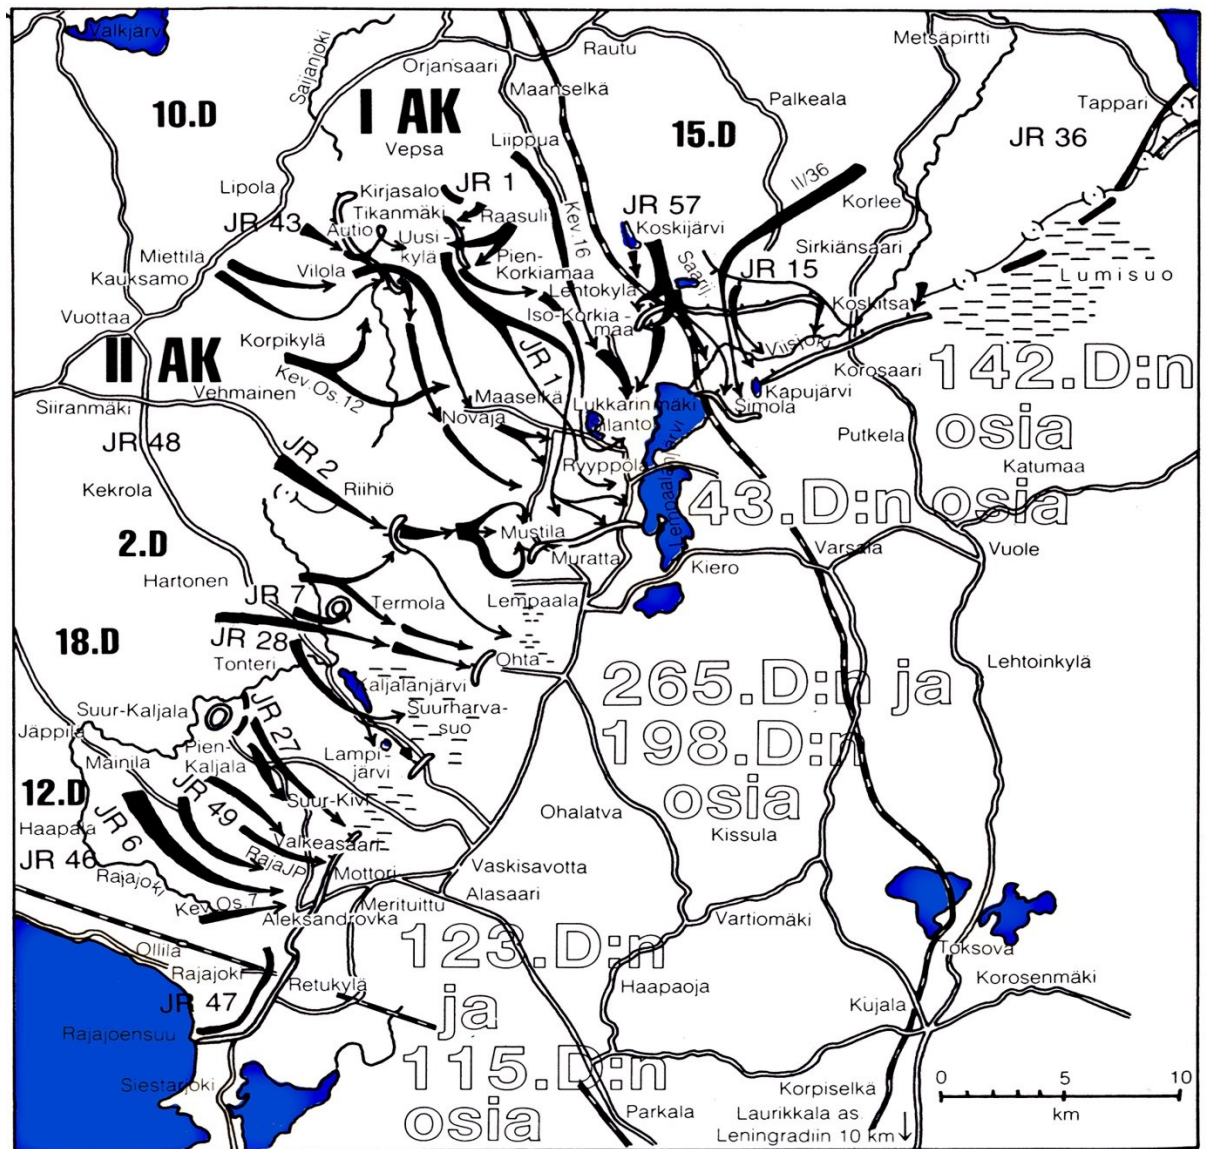 Valkjärvi
Saijanjoki
Orjansaari
Rautu
Metsäpirtti
Maanselkä
10.D
I AK
Vepsa
Liippua
15.D
Palkeala
Tappari
JR 36
Lipola
Kirjasalo
JR 1
Tikanmäki
Raasuli
Kev.16
JR 57
II/36
Korlee
JR 43
Autio
Uusi-
kylä
Koskijärvi
Miettilä
Kauksamo
Vilola
Pien-
Korkiamaa
Lehtokylä
Saarij.
JR 15
Sirkiänsaari
Lumisuo
Koskitsa
Vuottaa
Iso-Korkia-
maa
Viisjoki
Korpikylä
II AK
Kev.Os.12
JR 1
Korosaari
142.D:n
osia
Kapujärvi
Vehmainen
Siiranmäki
Maaselkä
Lukkarinmäki
Simola
JR 48
Novaja
Putkela
Katumaa
JR 2
Ryyppölä
Lempaalanjärvi
Kekrola
Riihiö
43.D:n osia
2.D
Mustila
Muratta
Varsala
Vuole
Hartonen
Kiero
JR 7
Termola
Lempaala
18.D
JR 28
Tonteri
Ohta
Lehtoinkylä
Kaljalanjärvi
265.D:n ja
198.D:n
osia
Suur-Kaljala
JR 27
Suurharva-
suo
Jäppilä
Pien-
Kaljala
Lampi-
järvi
Mainila
12.D
JR 49
Suur-Kivi
Ohalatva
Haapala
JR 6
Valkeasaari
Kissula
JR 46
RajaJP
Rajajoki
Mottori
Vaskisavotta
Kev.Os.7
Merituittu
Alasaari
Aleksandrovka
Vartiomäki
123.D:n
ja
115.D:n
osia
Toksova
Ollila
Rajajoki
Retukylä
Haapaoja
Korosenmäki
JR 47
Kujala
Rajajoensuu
Siestarjoki
Korpiselkä
Parkala
Laurikkala as.
Leningradiin 10 km
0 5 10
km